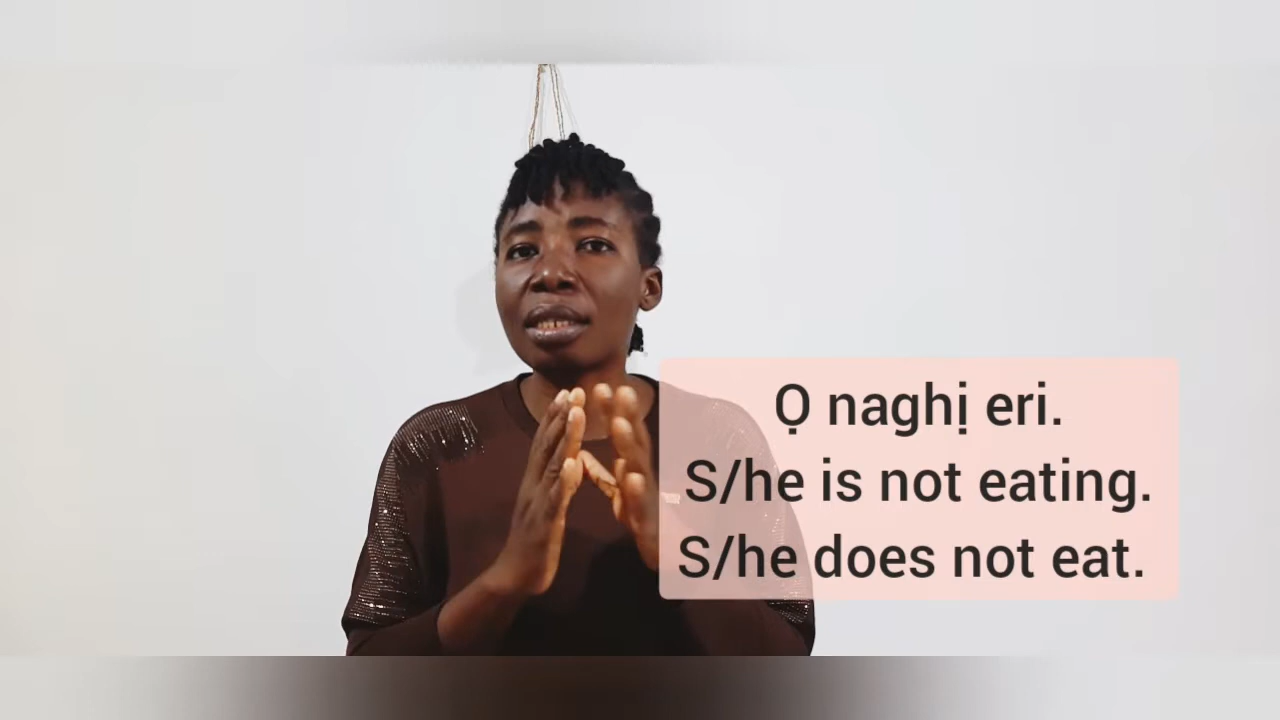 Ọ naghị eri.
S/he is not eating.
S/he does not eat.